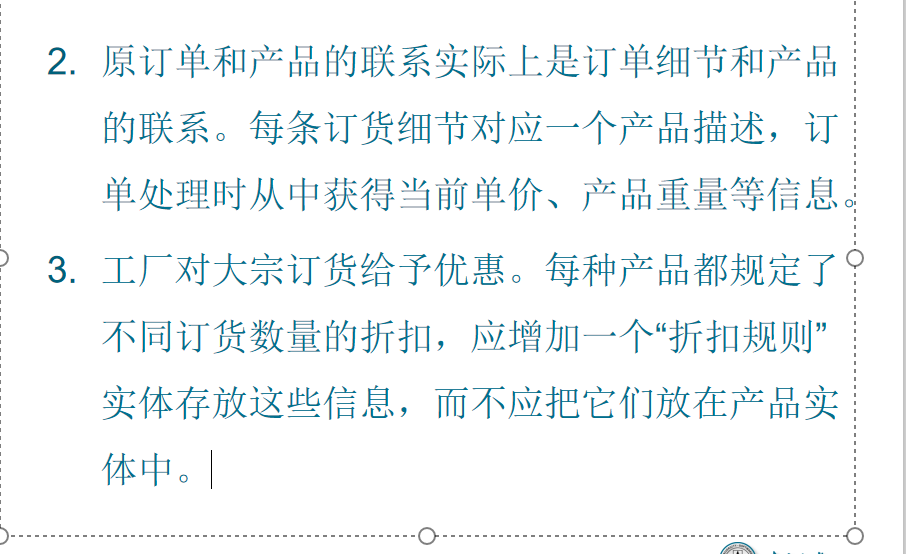 2. 原订单和产品的联系实际上是订单细节和产品
的联系。每条订货细节对应一个产品描述，订
单处理时从中获得当前单价、产品重量等信息。
3. 工厂对大宗订货给予优惠。每种产品都规定了
不同订货数量的折扣，应增加一个“折扣规则”
实体存放这些信息，而不应把它们放在产品实
体中。